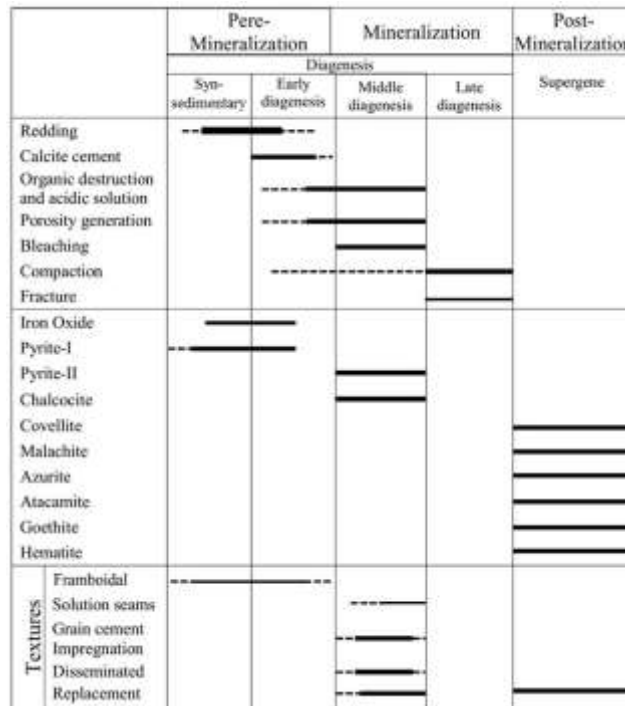 Pere-
Mineralization
Mineralization
Post-
Mineralization
Diagenesis
Syn-
sedimentary
Early
diagenesis
Middle
diagenesis
Late
diagenesis
Supergene
Redding
Calcite cement
Organic destruction
and acidic solution
Porosity generation
Bleaching
Compaction
Fracture
Iron Oxide
Pyrite-I
Pyrite-II
Chalcocite
Covellite
Malachite
Azurite
Atacamite
Goethite
Hematite
Textures
Framboidal
Solution seams
Grain cement
Impregnation
Disseminated
Replacement